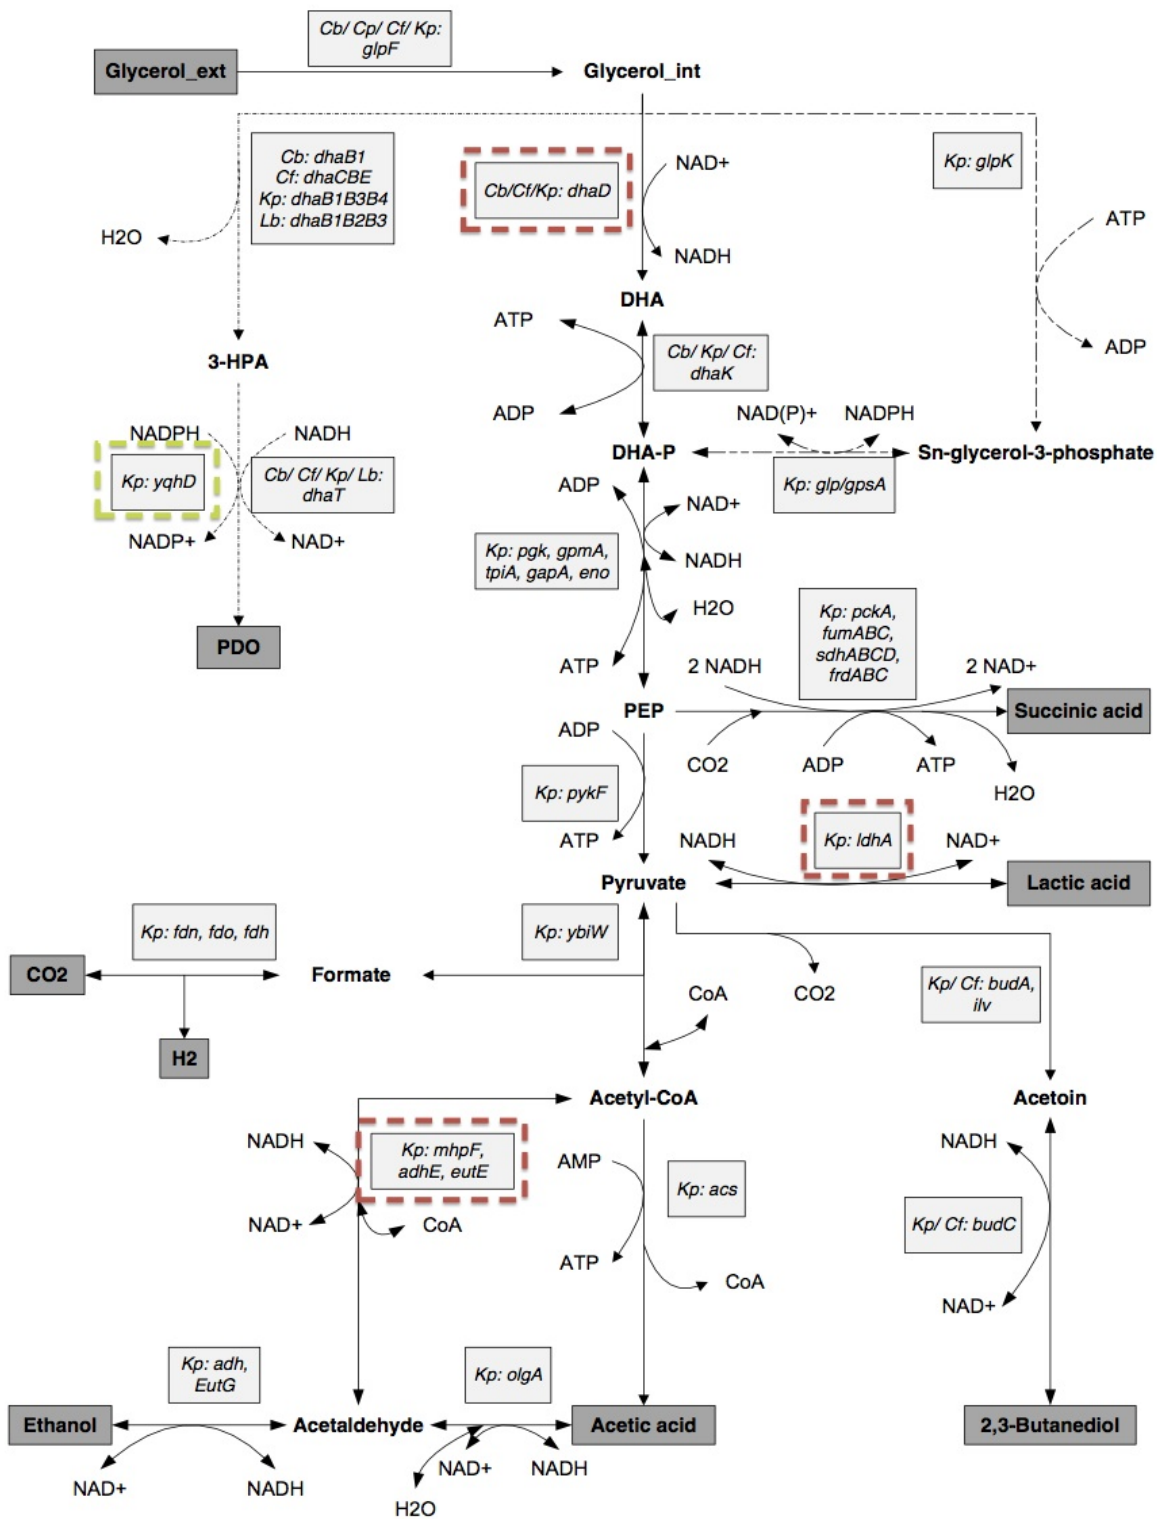 Cb/ Cp/ Cf/ Kp:
glpF
Glycerol_ext
Glycerol_int
Cb: dhaB1
Cf: dhaCBE
Kp: dhaB1B3B4
Lb: dhaB1B2B3
Cb/Cf/Kp: dhaD
NAD+
Kp: glpK
H2O
ATP
NADH
DHA
ATP
3-HPA
Cb/ Kp/ Cf:
dhaK
ADP
ADP
NAD(P)+
NADPH
NADPH
NADH
DHA-P
Sn-glycerol-3-phosphate
Kp: yqhD
Cb/ Cf/ Kp/ Lb:
dhaT
ADP
Kp: glp/gpsA
NAD+
NADP+
NAD+
Kp: pgk, gpmA,
tpiA, gapA, eno
NADH
H2O
Kp: pckA,
fumABC,
sdhABCD,
frdABC
PDO
ATP
2 NADH
2 NAD+
PEP
Succinic acid
ADP
CO2
ADP
ATP
H2O
Kp: pykF
ATP
NADH
Kp: ldhA
NAD+
Pyruvate
Lactic acid
Kp: fdn, fdo, fdh
Kp: ybiW
CO2
Formate
CoA
CO2
Kp/ Cf: budA,
ilv
H2
Acetyl-CoA
Acetoin
NADH
Kp: mhpF,
adhE, eutE
AMP
NADH
Kp: acs
NAD+
CoA
Kp/ Cf: budC
ATP
CoA
NAD+
Kp: adh,
EutG
Kp: olgA
Ethanol
Acetaldehyde
Acetic acid
2,3-Butanediol
NAD+
NADH
NAD+
NADH
H2O